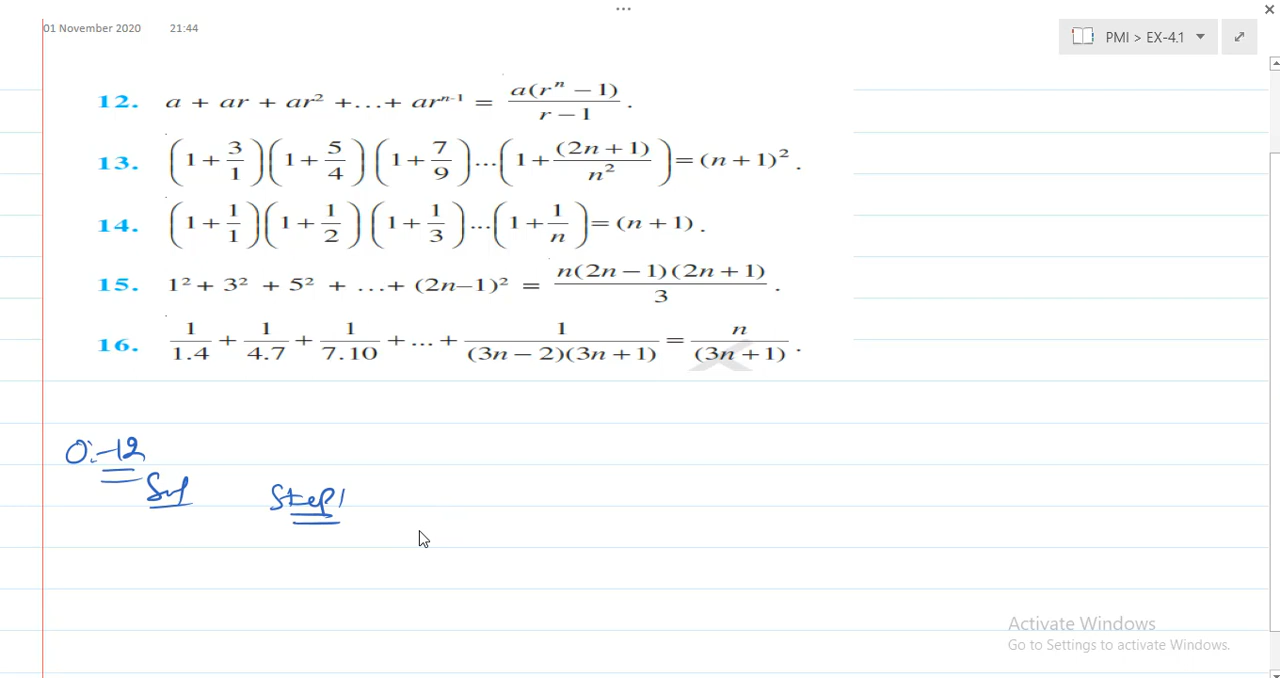 ...
01 November 2020 21:44
PMI > EX-4.1
12. a + ar + ar² +...+ arⁿ⁻¹ = a(rⁿ − 1)/(r − 1).
13. (1 + 3/1)(1 + 5/4)(1 + 7/9)...(1 + (2n + 1)/n²) = (n + 1)².
14. (1 + 1/1)(1 + 1/2)(1 + 1/3)...(1 + 1/n) = (n + 1).
15. 1² + 3² + 5² + ...+ (2n−1)² = n(2n − 1)(2n + 1)/3.
16. 1/1.4 + 1/4.7 + 1/7.10 + ... + 1/(3n − 2)(3n + 1) = n/(3n + 1).
Q:-12
Sol Step1
Activate Windows
Go to Settings to activate Windows.